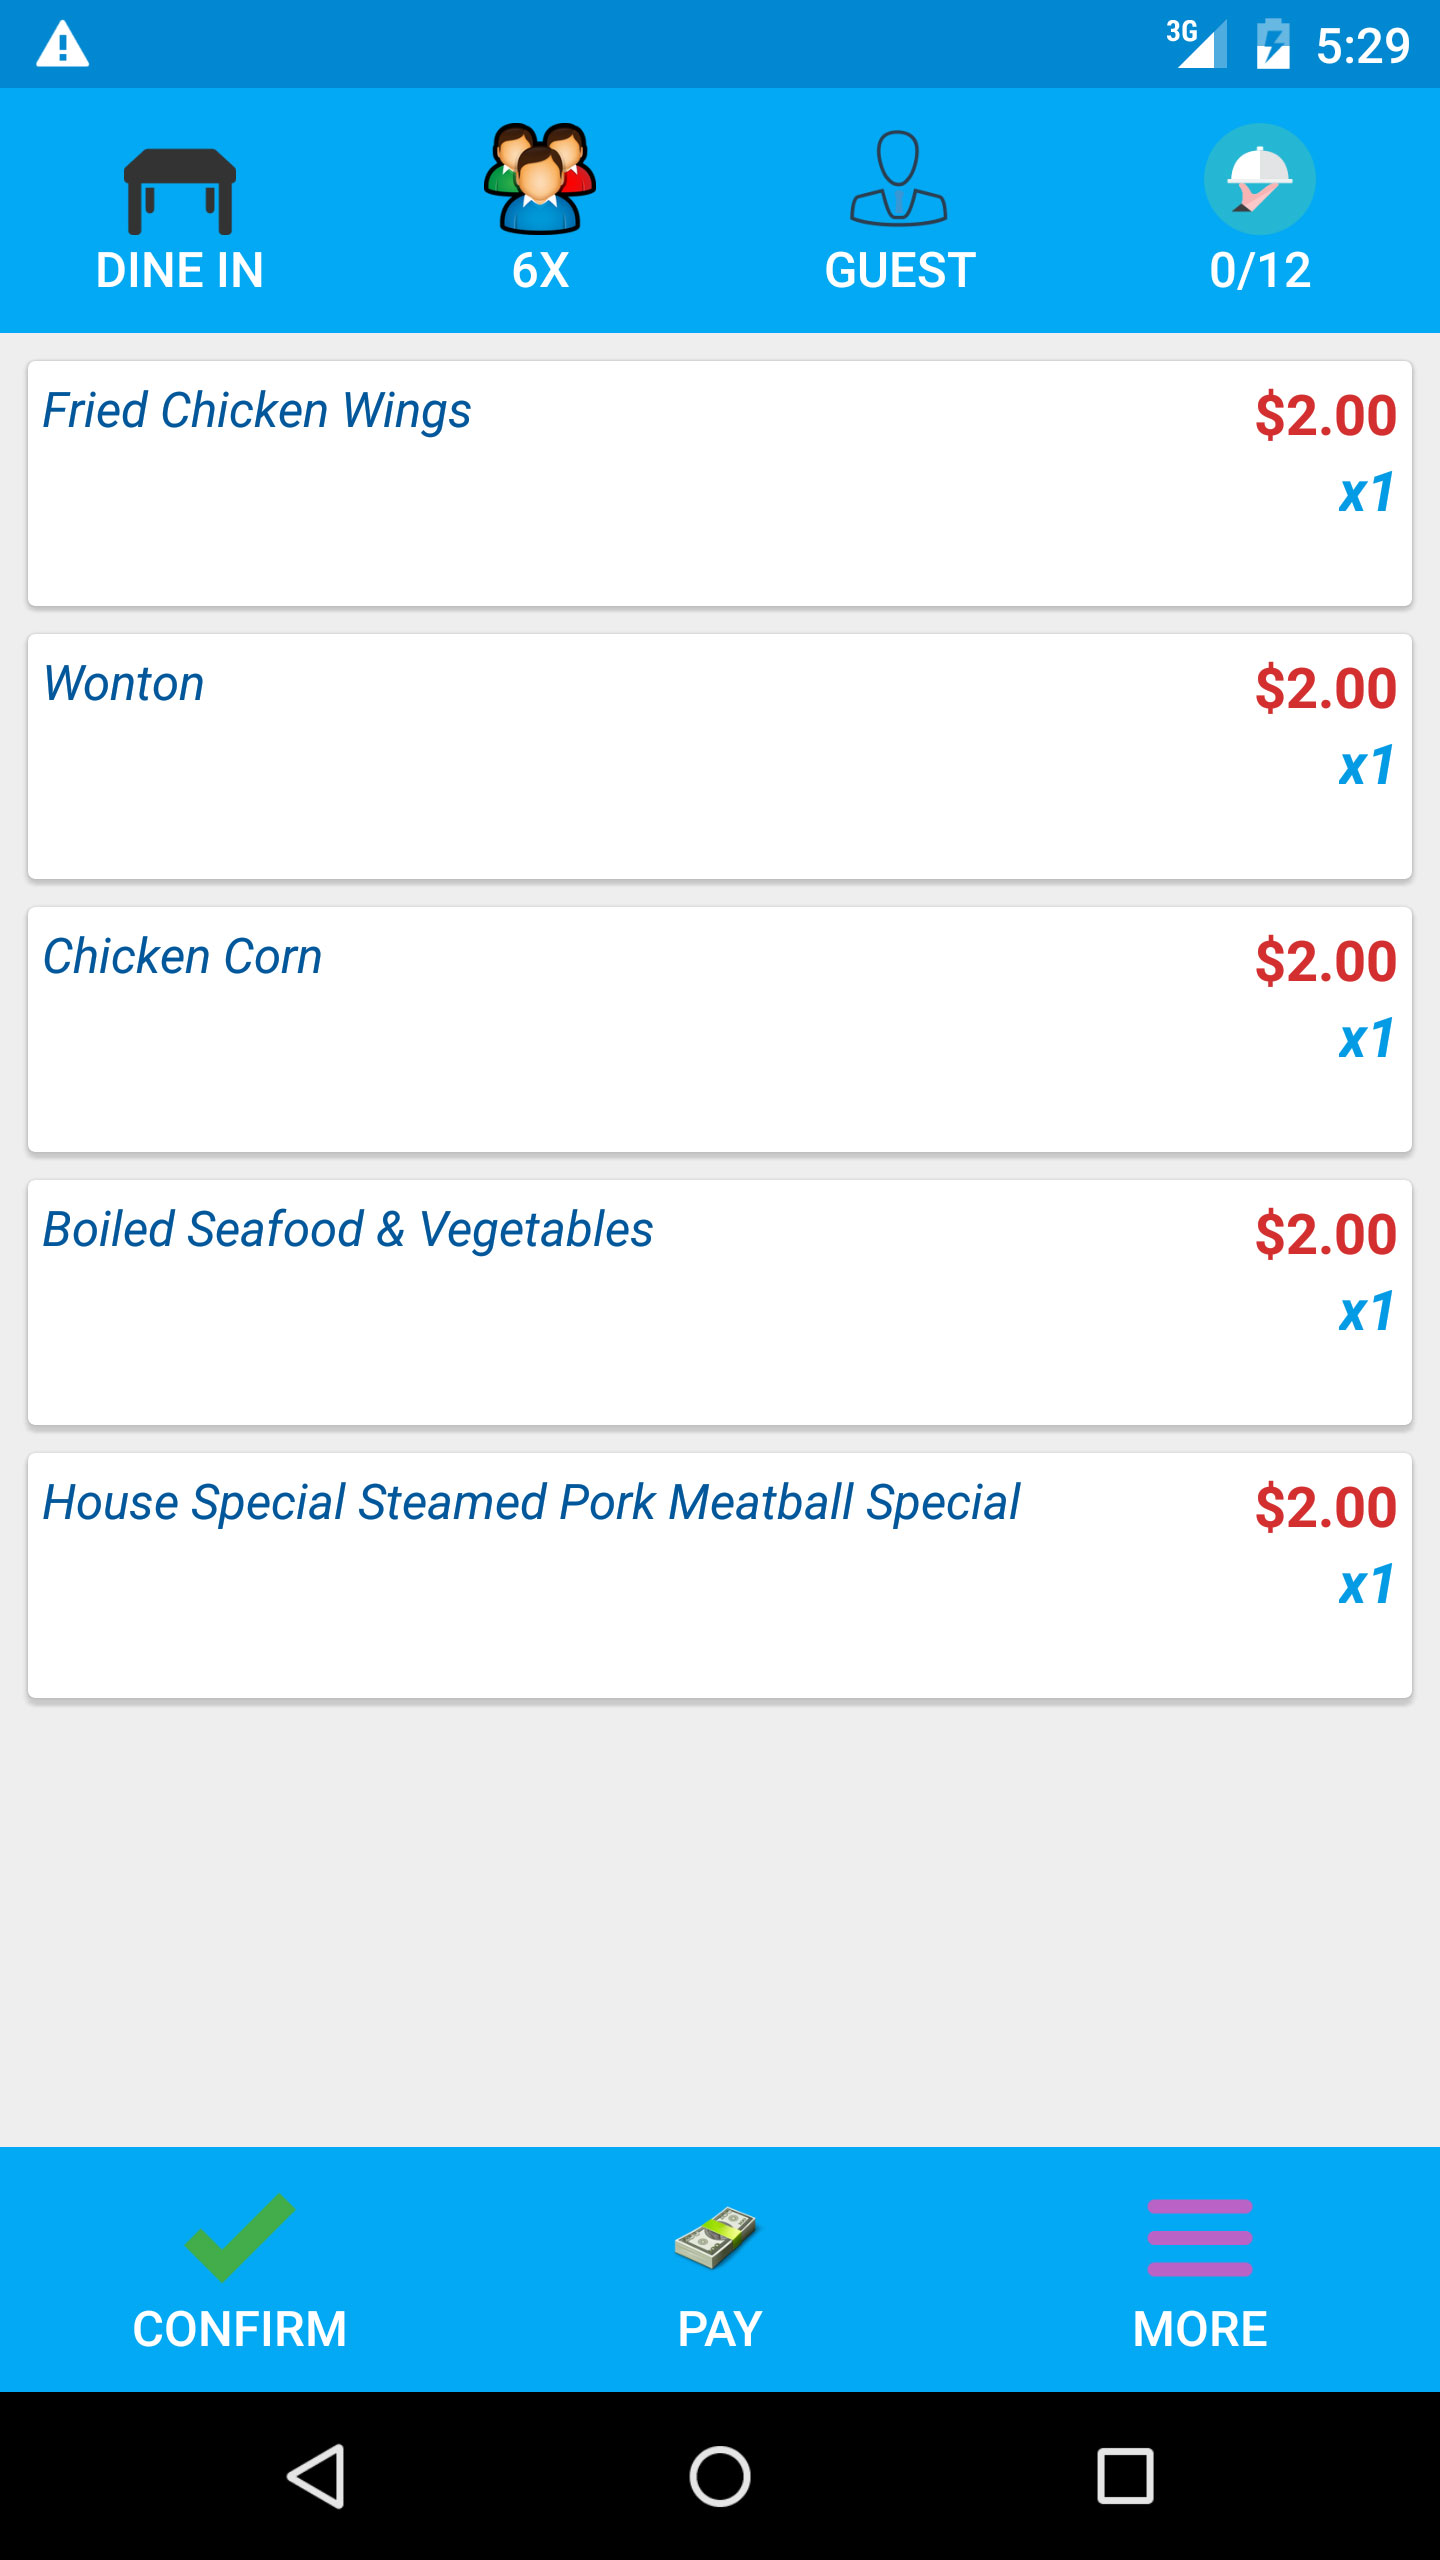 3G 5:29
DINE IN 6X GUEST 0/12
Fried Chicken Wings $2.00
x1
Wonton $2.00
x1
Chicken Corn $2.00
x1
Boiled Seafood & Vegetables $2.00
x1
House Special Steamed Pork Meatball Special $2.00
x1
CONFIRM PAY MORE